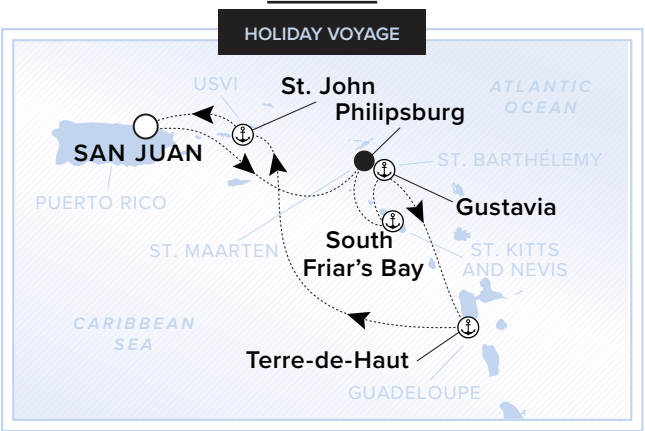 HOLIDAY VOYAGE
USVI
St. John
ATLANTIC
OCEAN
Philipsburg
SAN JUAN
ST. BARTHÉLEMY
PUERTO RICO
Gustavia
ST. MAARTEN
South
Friar's Bay
ST. KITTS
AND NEVIS
CARIBBEAN
SEA
Terre-de-Haut
GUADELOUPE